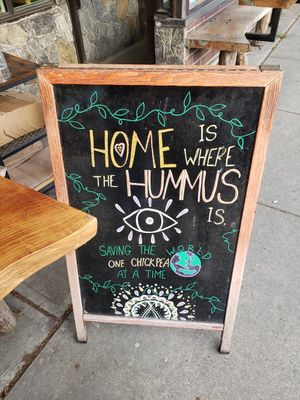 HOME IS
WHERE
THE HUMMUS
IS.
SAVING THE WORLD
ONE CHICKPEA
AT A TIME